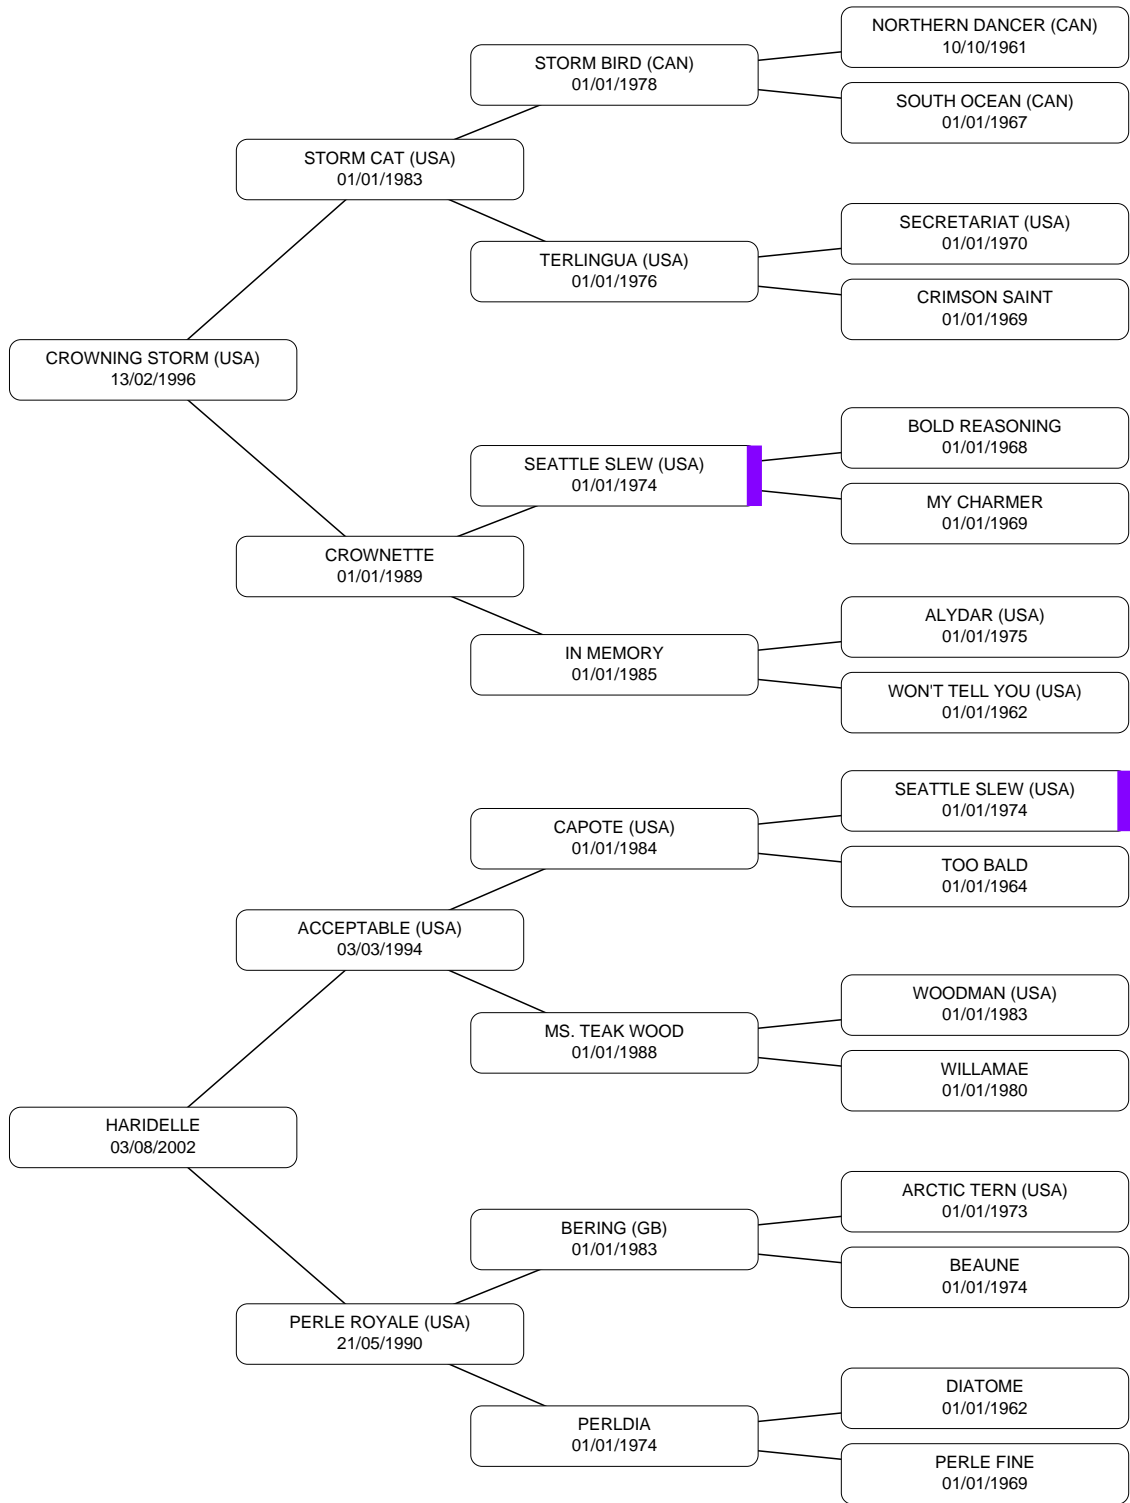 NORTHERN DANCER (CAN)
10/10/1961
STORM BIRD (CAN)
01/01/1978
SOUTH OCEAN (CAN)
01/01/1967
STORM CAT (USA)
01/01/1983
SECRETARIAT (USA)
01/01/1970
TERLINGUA (USA)
01/01/1976
CRIMSON SAINT
01/01/1969
CROWNING STORM (USA)
13/02/1996
BOLD REASONING
01/01/1968
SEATTLE SLEW (USA)
01/01/1974
MY CHARMER
01/01/1969
CROWNETTE
01/01/1989
ALYDAR (USA)
01/01/1975
IN MEMORY
01/01/1985
WON'T TELL YOU (USA)
01/01/1962
SEATTLE SLEW (USA)
01/01/1974
CAPOTE (USA)
01/01/1984
TOO BALD
01/01/1964
ACCEPTABLE (USA)
03/03/1994
WOODMAN (USA)
01/01/1983
MS. TEAK WOOD
01/01/1988
WILLAMAE
01/01/1980
HARIDELLE
03/08/2002
ARCTIC TERN (USA)
01/01/1973
BERING (GB)
01/01/1983
BEAUNE
01/01/1974
PERLE ROYALE (USA)
21/05/1990
DIATOME
01/01/1962
PERLDIA
01/01/1974
PERLE FINE
01/01/1969